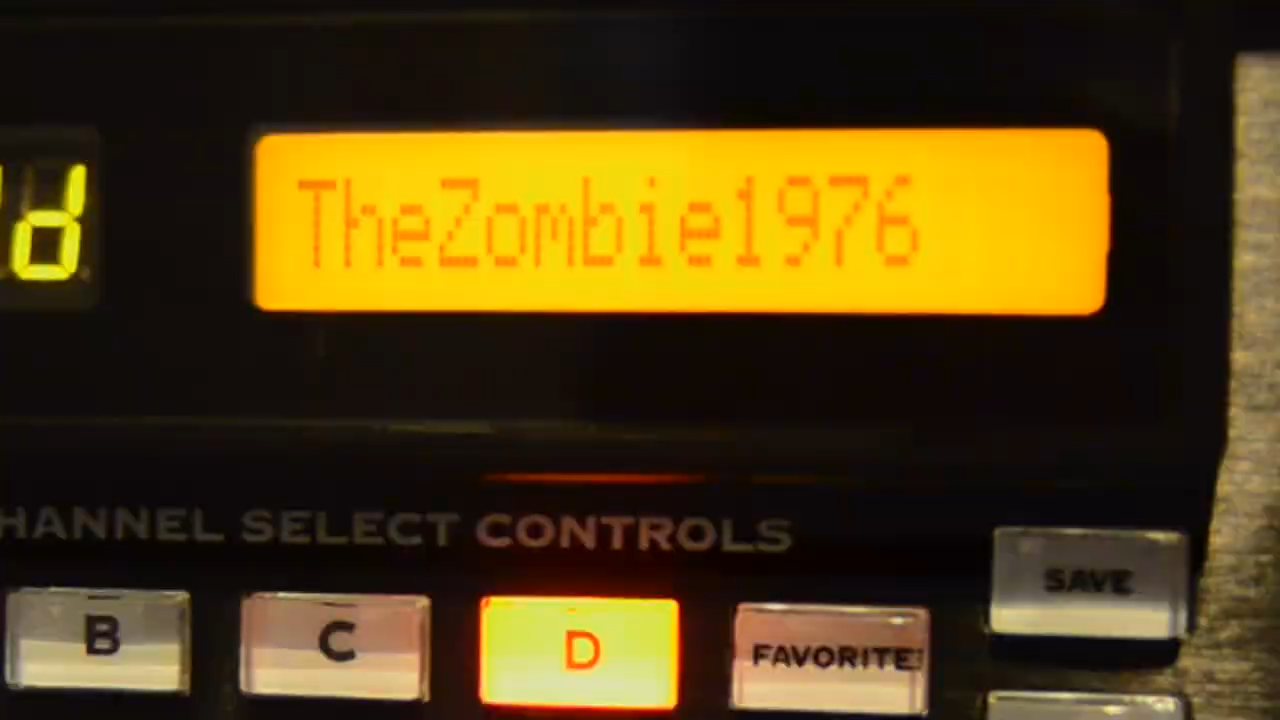 d
TheZombie1976
HANNEL SELECT CONTROLS
B
C
D
FAVORITE
SAVE